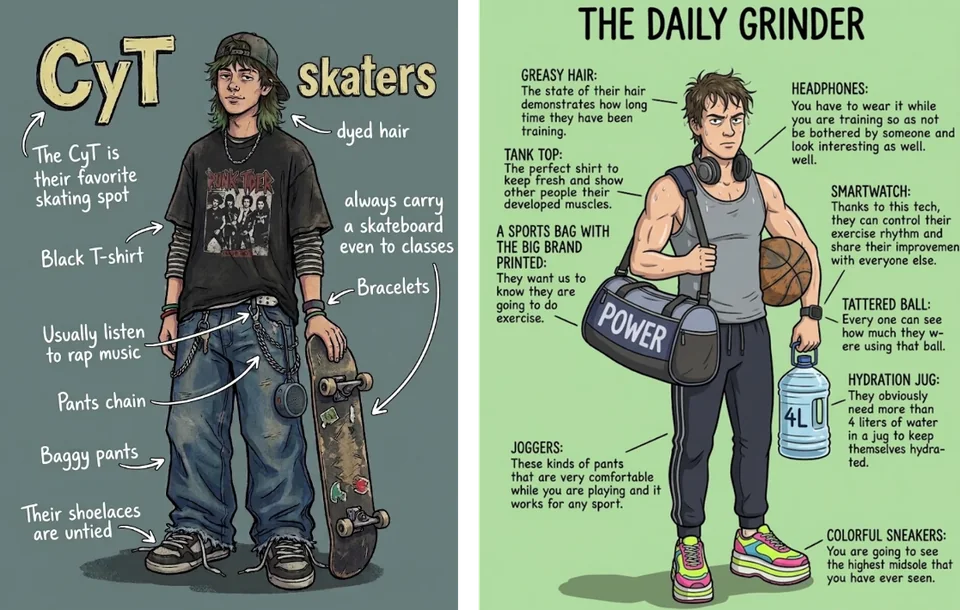 CyT
skaters
dyed hair
The CyT is
their favorite
skating spot
always carry
a skateboard
even to classes
Black T-shirt
Bracelets
Usually listen
to rap music
Pants chain
Baggy pants
Their shoelaces
are untied
THE DAILY GRINDER
GREASY HAIR:
The state of their hair
demonstrates how long
time they have been
training.
HEADPHONES:
You have to wear it while
you are training so as not
be bothered by someone and
look interesting as well.
well.
TANK TOP:
The perfect shirt to
keep fresh and show
other people their
developed muscles.
SMARTWATCH:
Thanks to this tech,
they can control their
exercise rhythm and
share their improvemen
with everyone else.
A SPORTS BAG WITH
THE BIG BRAND
PRINTED:
They want us to
know they are
going to do
exercise.
POWER
TATTERED BALL:
Every one can see
how much they w-
ere using that ball.
HYDRATION JUG:
They obviously
need more than
4 liters of water
in a jug to keep
themselves hydra-
ted.
4L
JOGGERS:
These kinds of pants
that are very comfortable
while you are playing and it
works for any sport.
COLORFUL SNEAKERS:
You are going to see
the highest midsole that
you have ever seen.